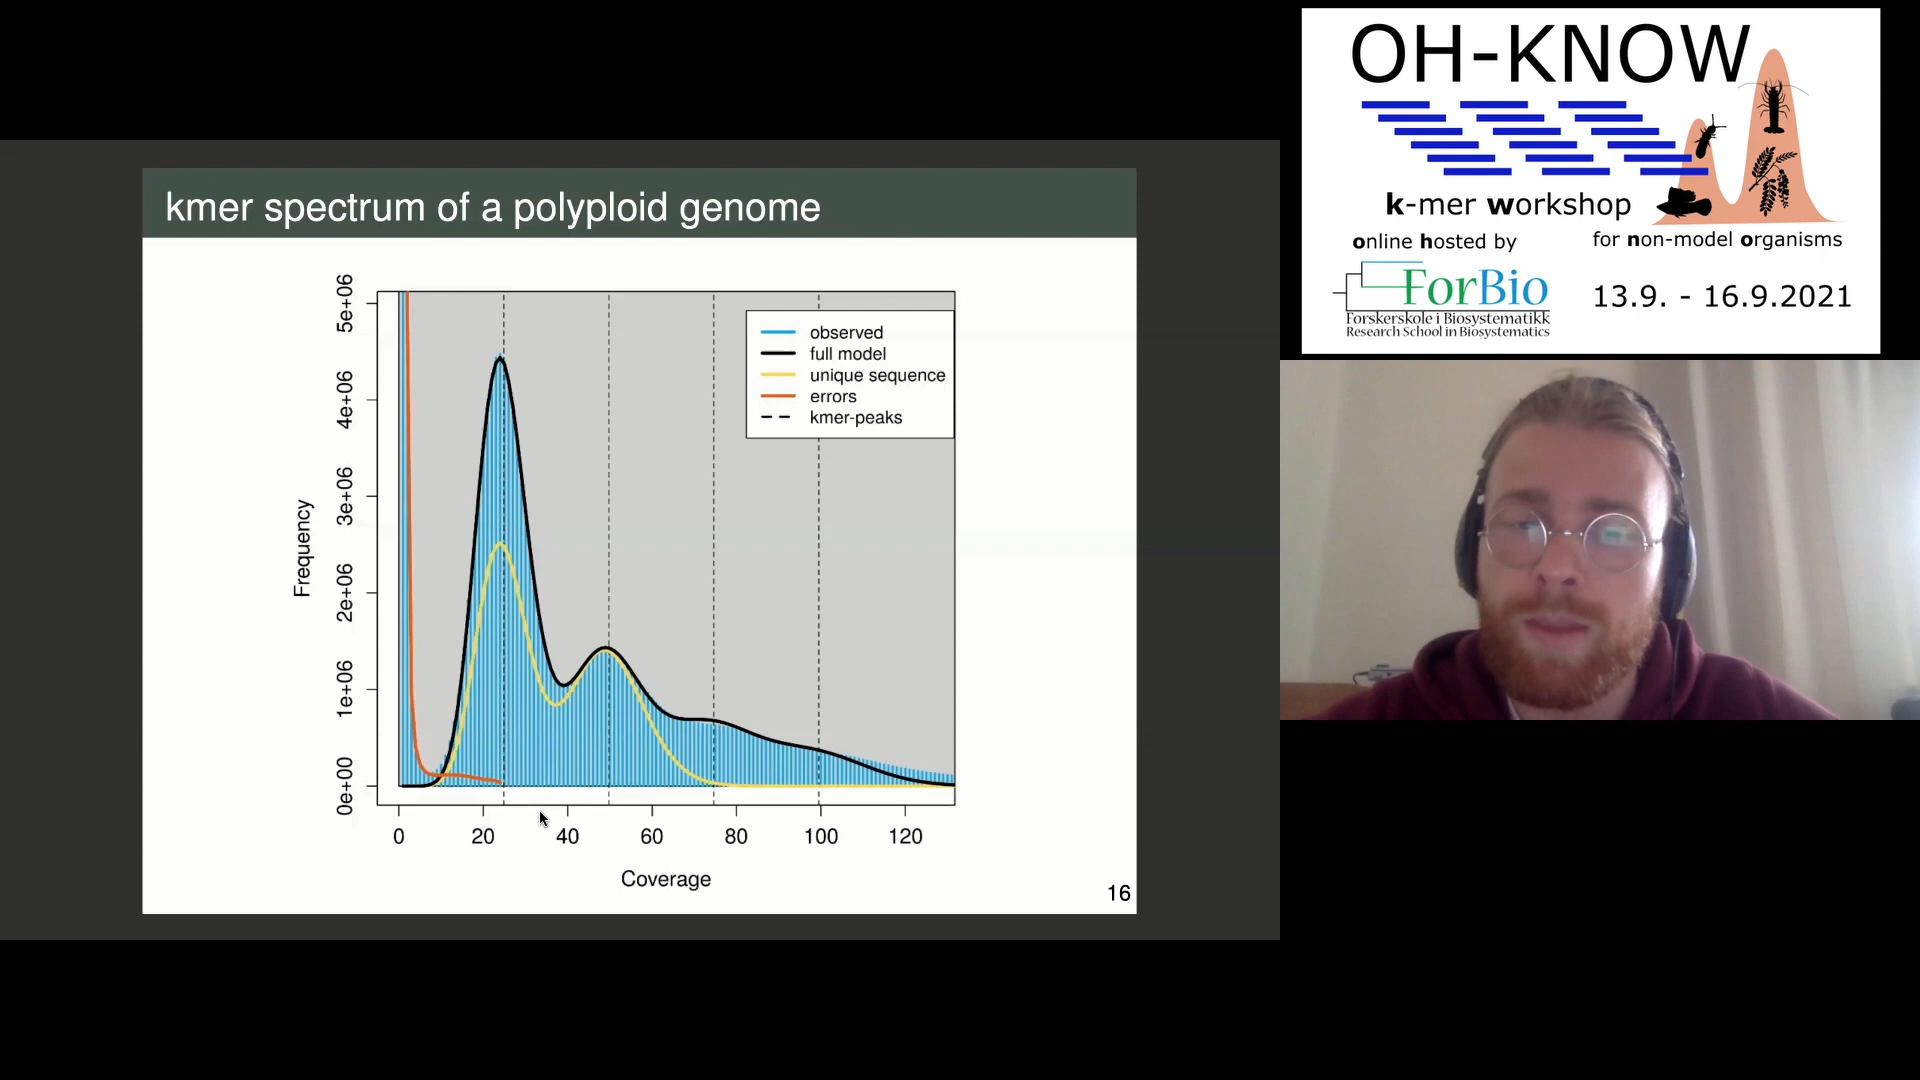 kmer spectrum of a polyploid genome
5e+06
4e+06
3e+06
2e+06
1e+06
0e+00
Frequency
observed
full model
unique sequence
errors
kmer-peaks
0 20 40 60 80 100 120
Coverage
16
OH-KNOW
k-mer workshop
online hosted by
for non-model organisms
ForBio
Forskerskole i Biosystematikk
Research School in Biosystematics
13.9. - 16.9.2021